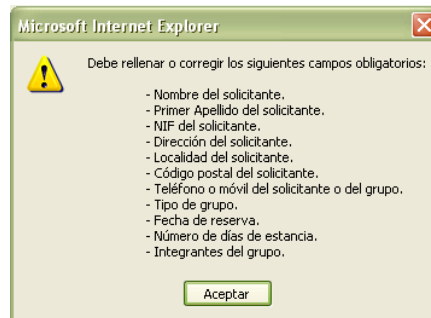 Microsoft Internet Explorer
Debe rellenar o corregir los siguientes campos obligatorios:
- Nombre del solicitante.
- Primer Apellido del solicitante.
- NIF del solicitante.
- Dirección del solicitante.
- Localidad del solicitante.
- Código postal del solicitante.
- Teléfono o móvil del solicitante o del grupo.
- Tipo de grupo.
- Fecha de reserva.
- Número de días de estancia.
- Integrantes del grupo.
Aceptar